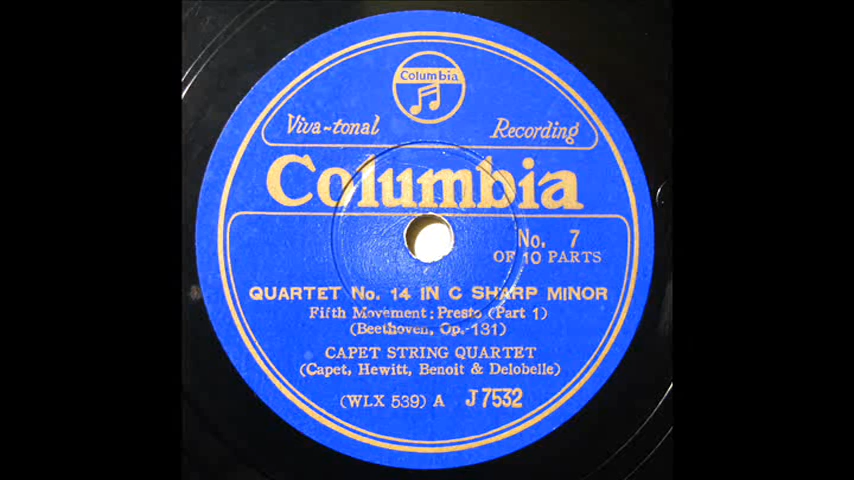 Columbia
Viva-tonal Recording
Columbia
No. 7
OF 10 PARTS
QUARTET No. 14 IN C SHARP MINOR
Fifth Movement: Presto (Part 1)
(Beethoven, Op.-131)
CAPET STRING QUARTET
(Capet, Hewitt, Benoit & Delobelle)
(WLX 539) A J 7532